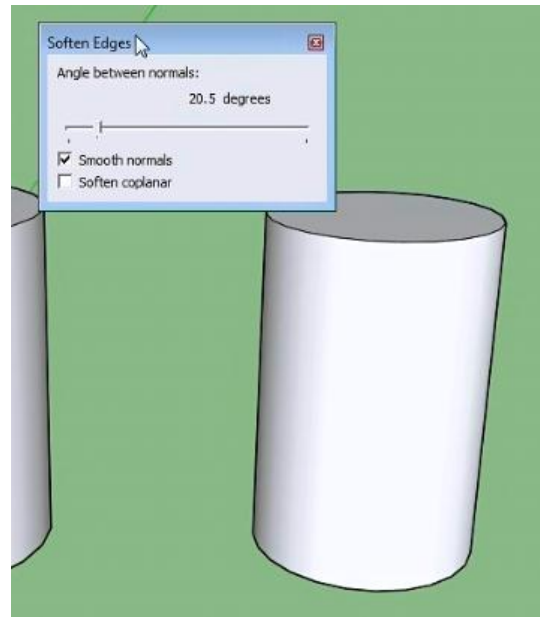 Soften Edges
Angle between normals:
20.5 degrees
Smooth normals
Soften coplanar